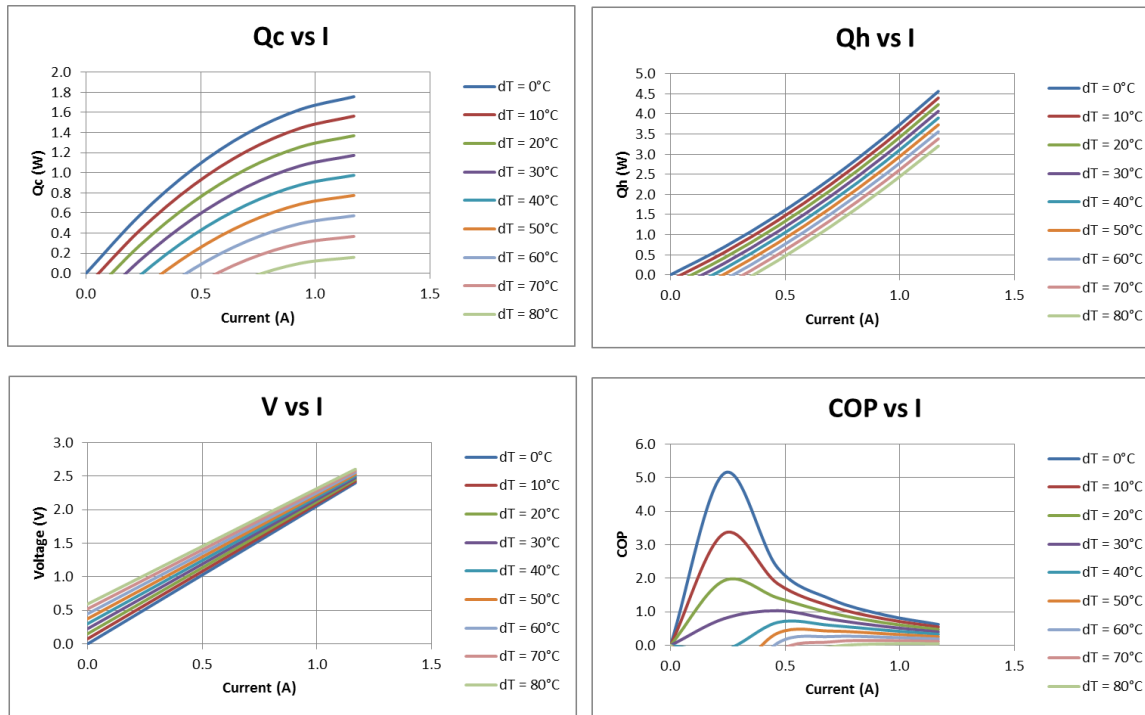 Qc vs I
2.0
1.8
1.6
1.4
1.2
1.0
0.8
0.6
0.4
0.2
0.0
Qc (W)
0.0 0.5 1.0 1.5
Current (A)
dT = 0°C
dT = 10°C
dT = 20°C
dT = 30°C
dT = 40°C
dT = 50°C
dT = 60°C
dT = 70°C
dT = 80°C
Qh vs I
5.0
4.5
4.0
3.5
3.0
2.5
2.0
1.5
1.0
0.5
0.0
Qh (W)
0.0 0.5 1.0 1.5
Current (A)
dT = 0°C
dT = 10°C
dT = 20°C
dT = 30°C
dT = 40°C
dT = 50°C
dT = 60°C
dT = 70°C
dT = 80°C
V vs I
3.0
2.5
2.0
1.5
1.0
0.5
0.0
Voltage (V)
0.0 0.5 1.0 1.5
Current (A)
dT = 0°C
dT = 10°C
dT = 20°C
dT = 30°C
dT = 40°C
dT = 50°C
dT = 60°C
dT = 70°C
dT = 80°C
COP vs I
6.0
5.0
4.0
3.0
2.0
1.0
0.0
COP
0.0 0.5 1.0 1.5
Current (A)
dT = 0°C
dT = 10°C
dT = 20°C
dT = 30°C
dT = 40°C
dT = 50°C
dT = 60°C
dT = 70°C
dT = 80°C